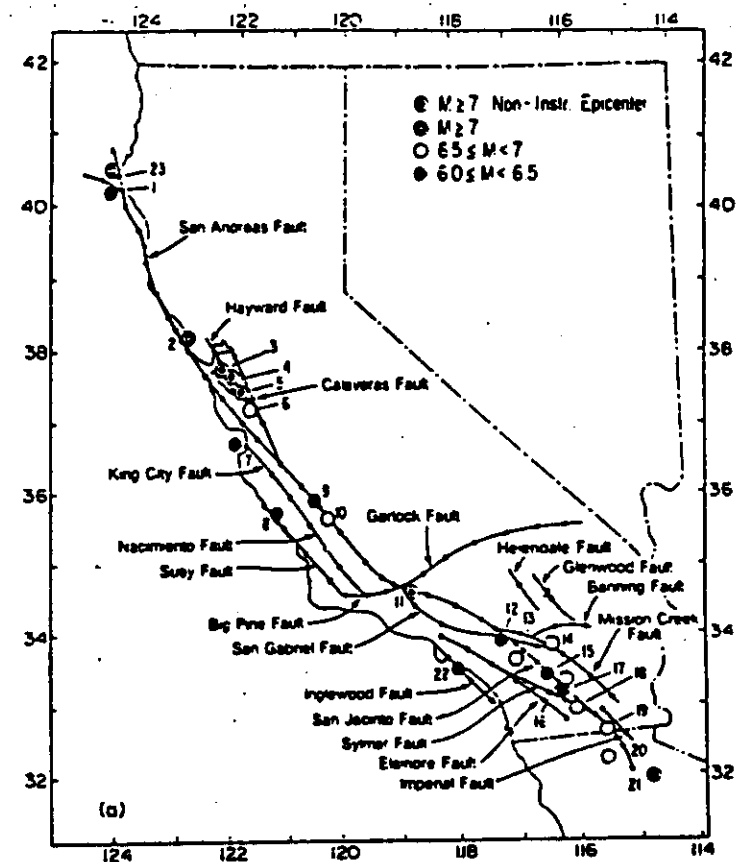 124 122 120 118 116 114
23
42 42
M ≥ 7 Non-Instr. Epicenter
M ≥ 7
6.5 ≤ M < 7
6.0 ≤ M < 6.5
23
1
40 40
San Andreas Fault
Hayward Fault
2
3
38 38
4
5
Calaveras Fault
6
7
King City Fault
9
36 36
10
8
Garlock Fault
Nacimiento Fault
Helendale Fault
Suey Fault
Glenwood Fault
Banning Fault
11
12
13
Big Pine Fault
Mission Creek Fault
34 34
San Gabriel Fault
14
15
22
17
18
Inglewood Fault
San Jacinto Fault
16
19
Sylmar Fault
20
Elsinore Fault
32 32
Imperial Fault
21
(a)
124 122 120 118 116 114